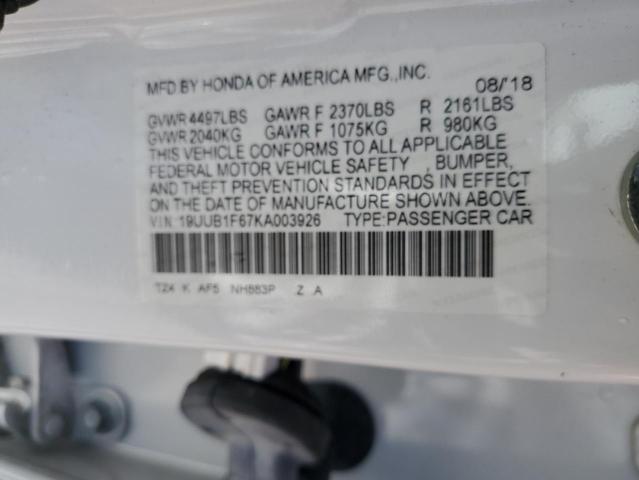 MFD BY HONDA OF AMERICA MFG.,INC. 08/'18
GVWR 4497LBS GAWR F 2370LBS R 2161LBS
GVWR 2040KG GAWR F 1075KG R 980KG
THIS VEHICLE CONFORMS TO ALL APPLICABLE
FEDERAL MOTOR VEHICLE SAFETY , BUMPER,
AND THEFT PREVENTION STANDARDS IN EFFECT
ON THE DATE OF MANUFACTURE SHOWN ABOVE.
VIN:19UUB1F67KA003926 TYPE:PASSENGER CAR
TZ4 K AF5 NH883P Z A